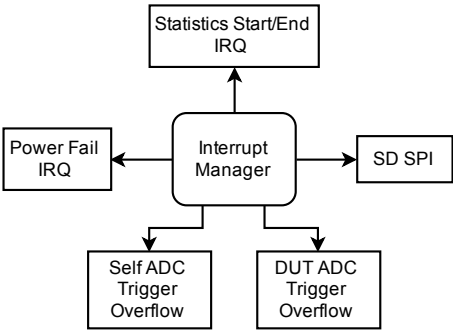 Statistics Start/End
IRQ
Power Fail
IRQ
Interrupt
Manager
SD SPI
Self ADC
Trigger
Overflow
DUT ADC
Trigger
Overflow